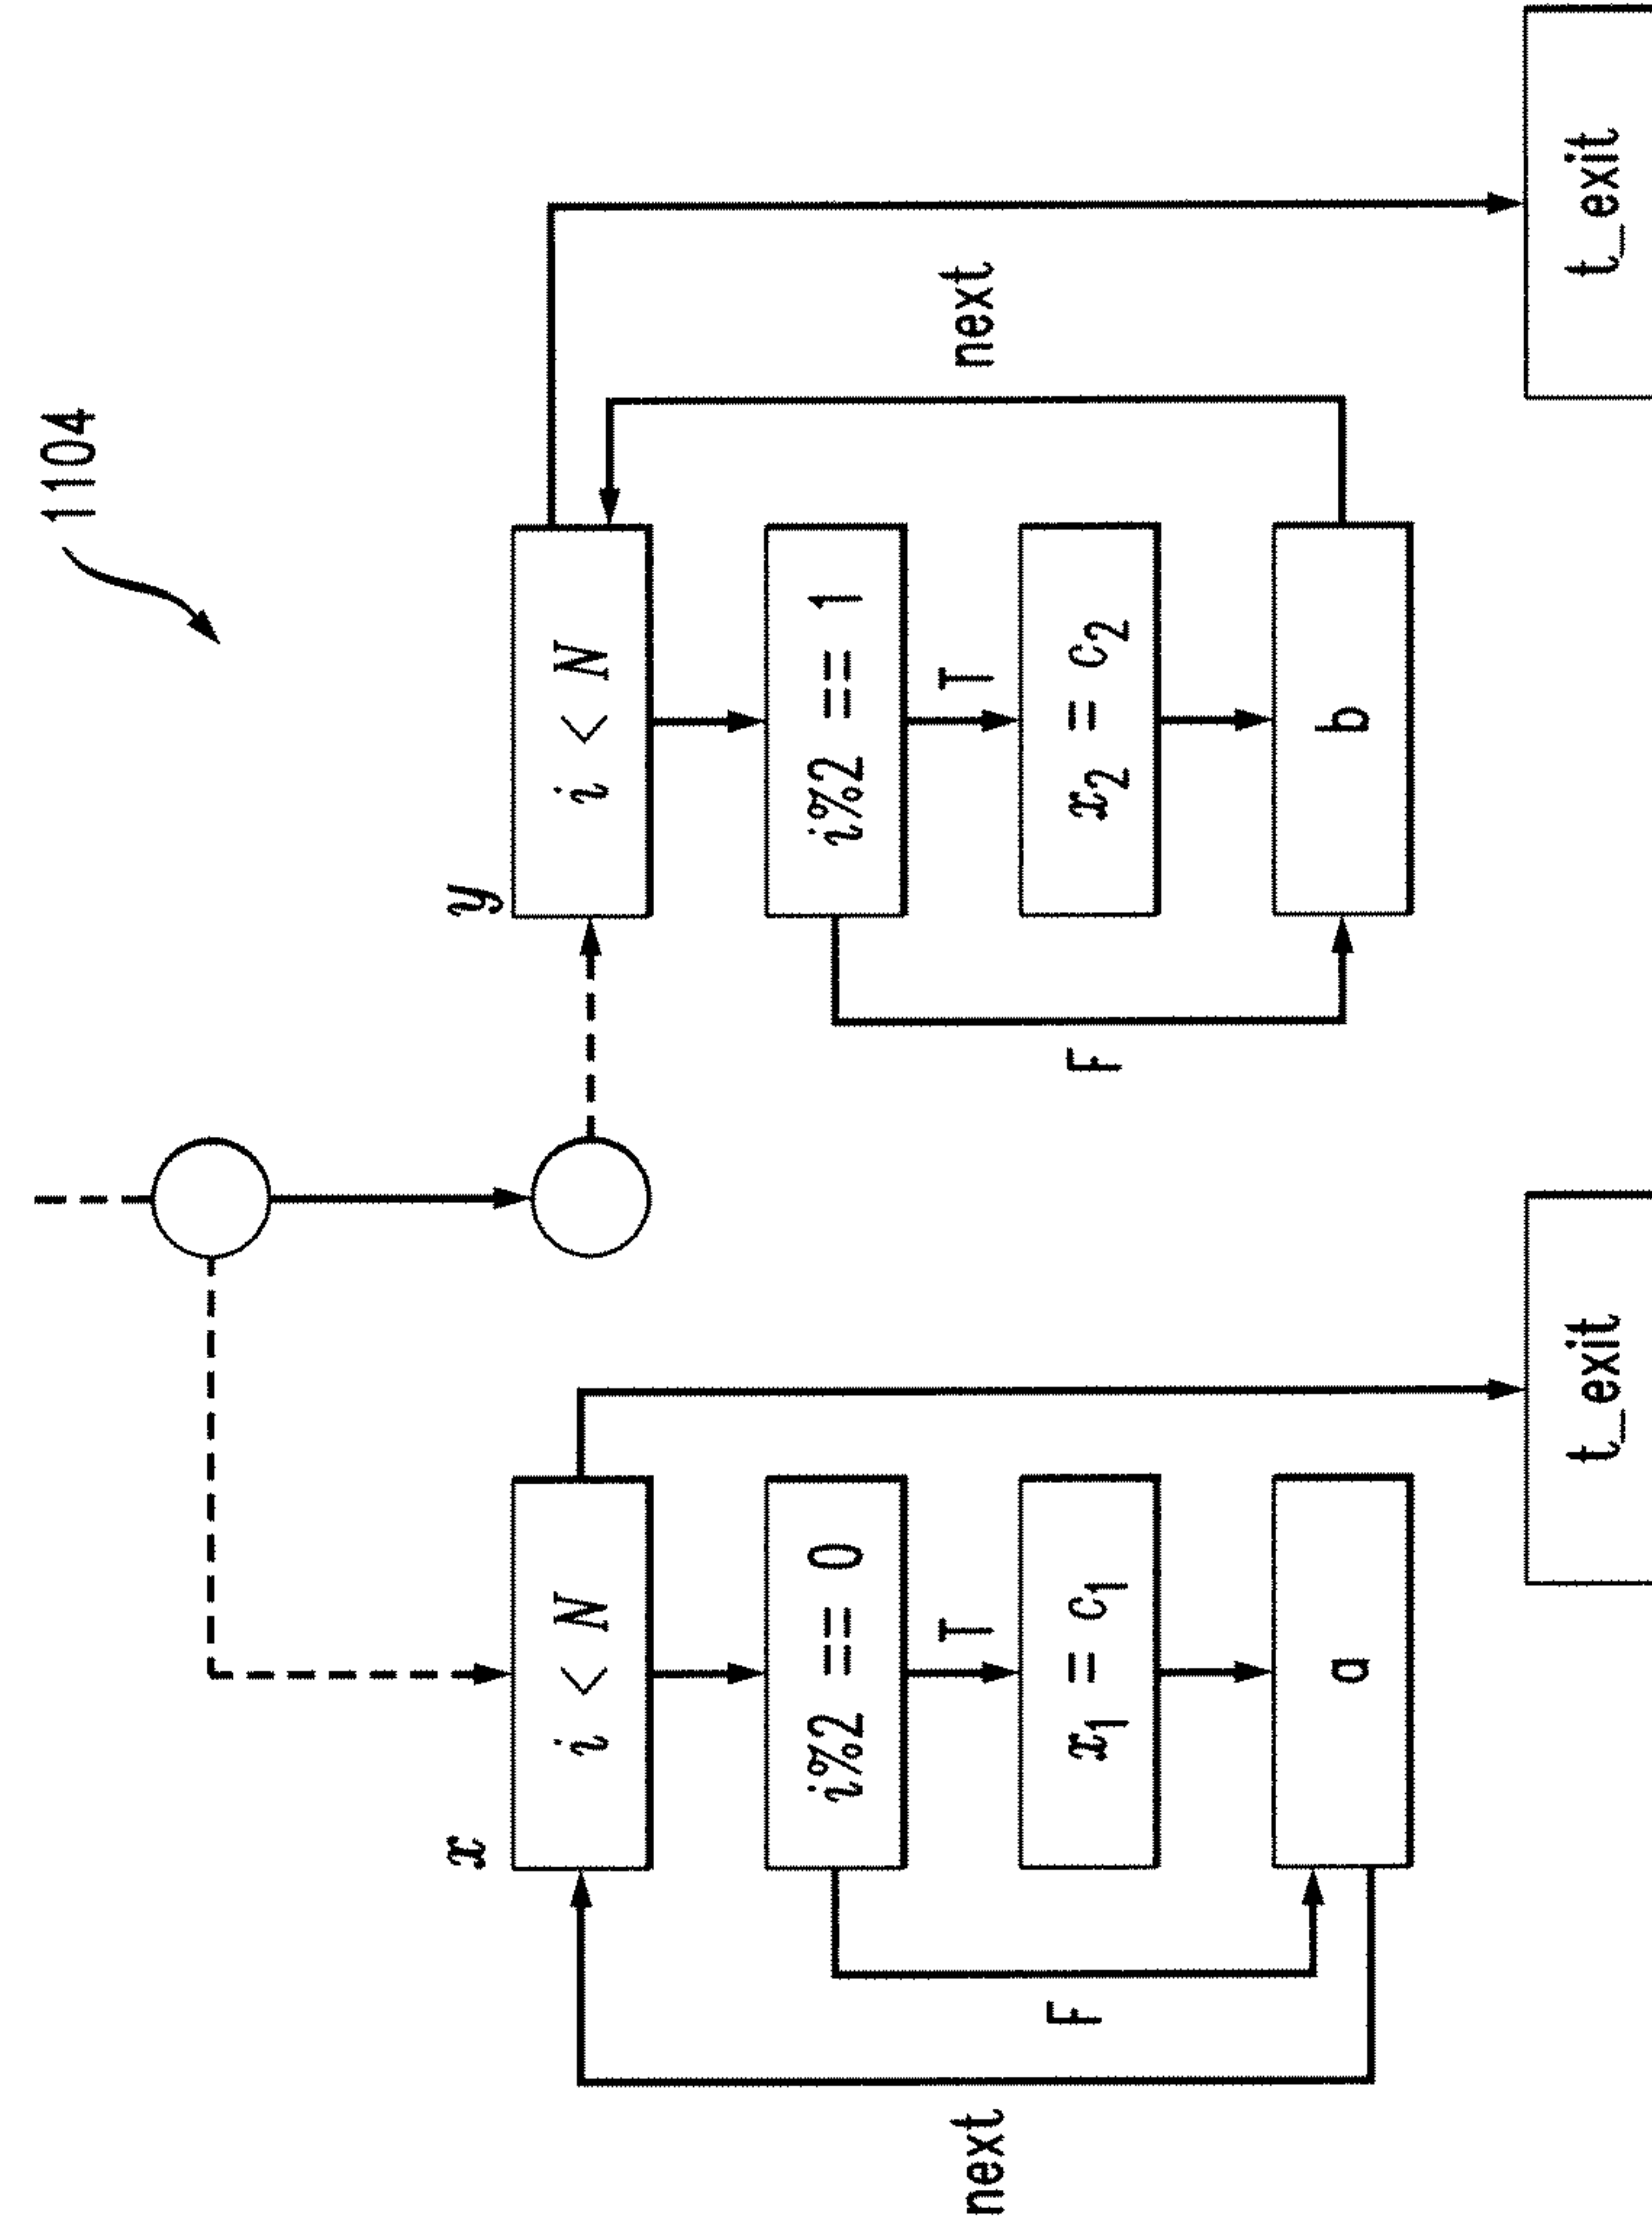 1104
x
i < N
i%2 == 0
T
x₁ = c₁
F
a
next
t_exit
y
i < N
i%2 == 1
T
x₂ = c₂
F
b
next
t_exit